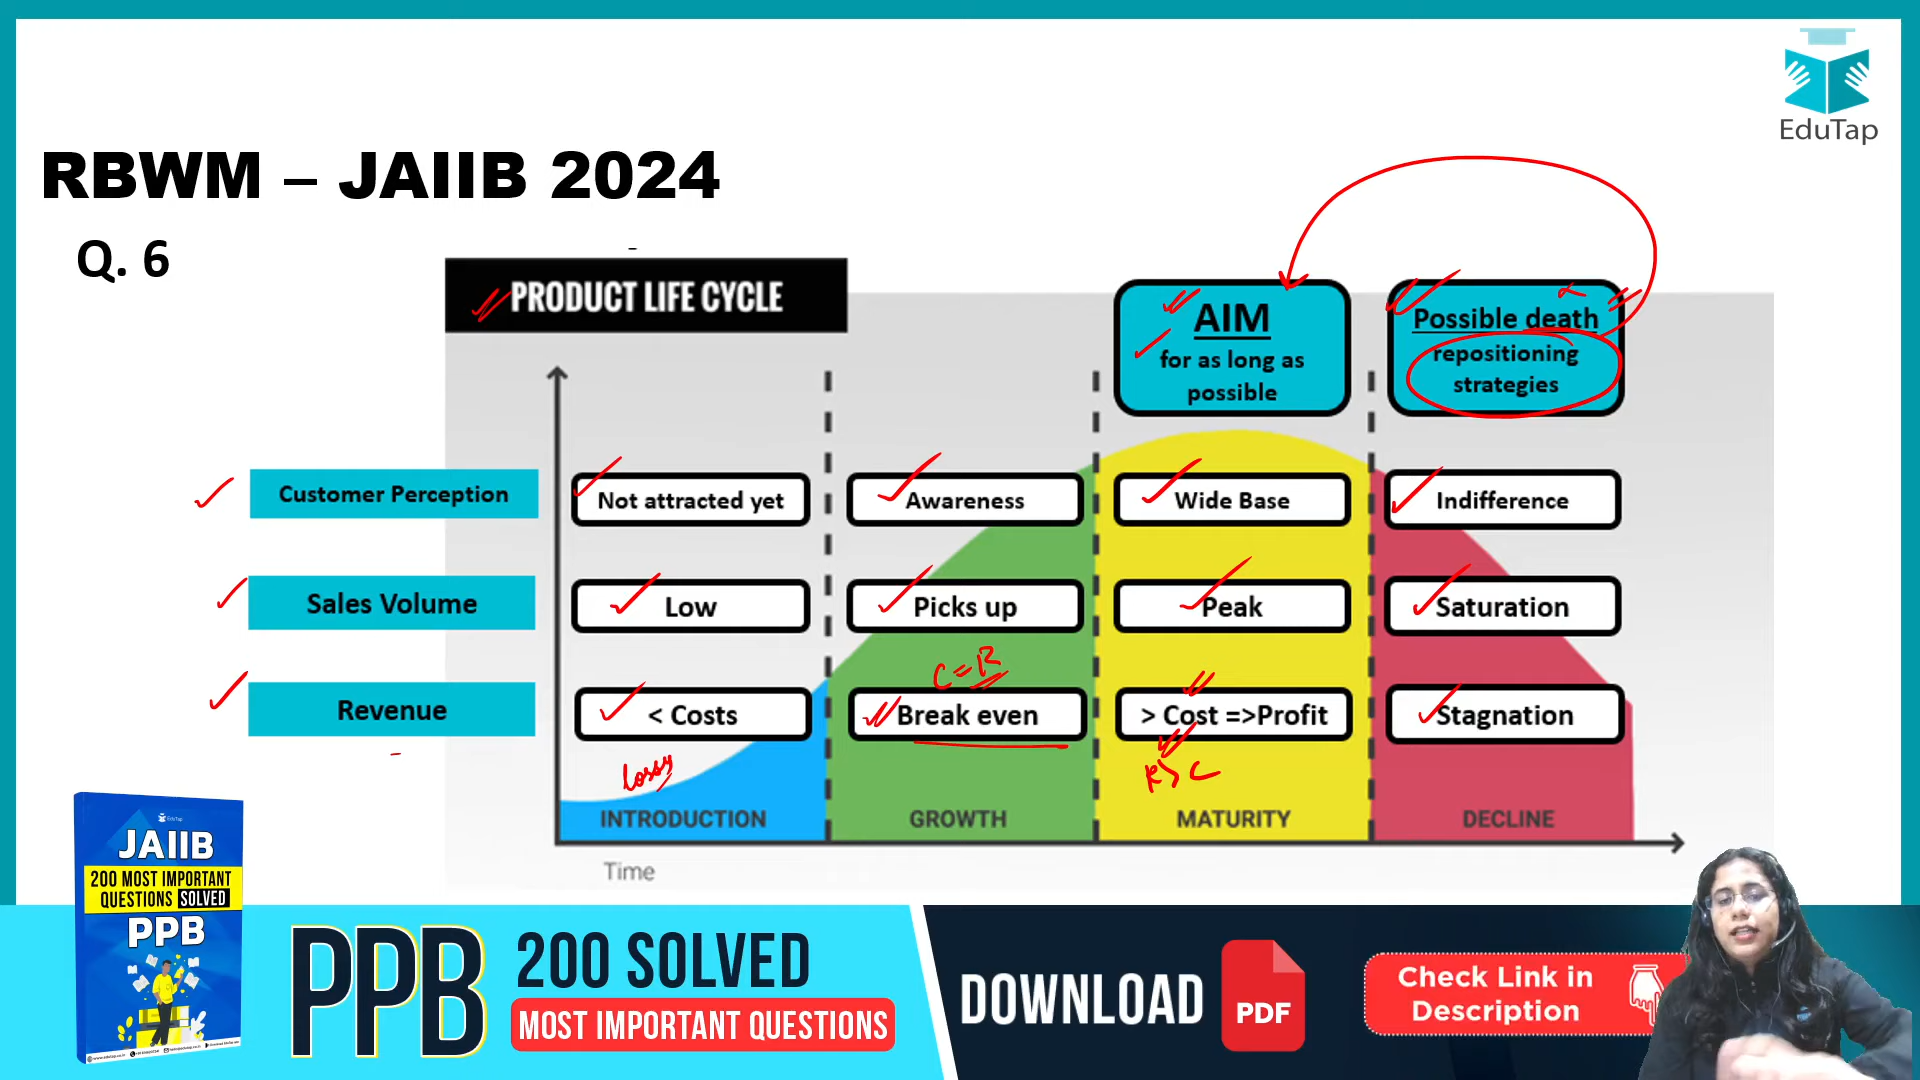 EduTap
RBWM – JAIIB 2024
Q. 6
PRODUCT LIFE CYCLE
AIM
for as long as
possible
Possible death
repositioning
strategies
Customer Perception
Not attracted yet
Awareness
Wide Base
Indifference
Sales Volume
Low
Picks up
Peak
Saturation
C = R
Revenue
< Costs
Break even
> Cost =>Profit
Stagnation
Losss
R > C
INTRODUCTION
GROWTH
MATURITY
DECLINE
Time
EduTap
JAIIB
200 MOST IMPORTANT
QUESTIONS SOLVED
PPB
PPB
200 SOLVED
MOST IMPORTANT QUESTIONS
DOWNLOAD
PDF
Check Link in
Description